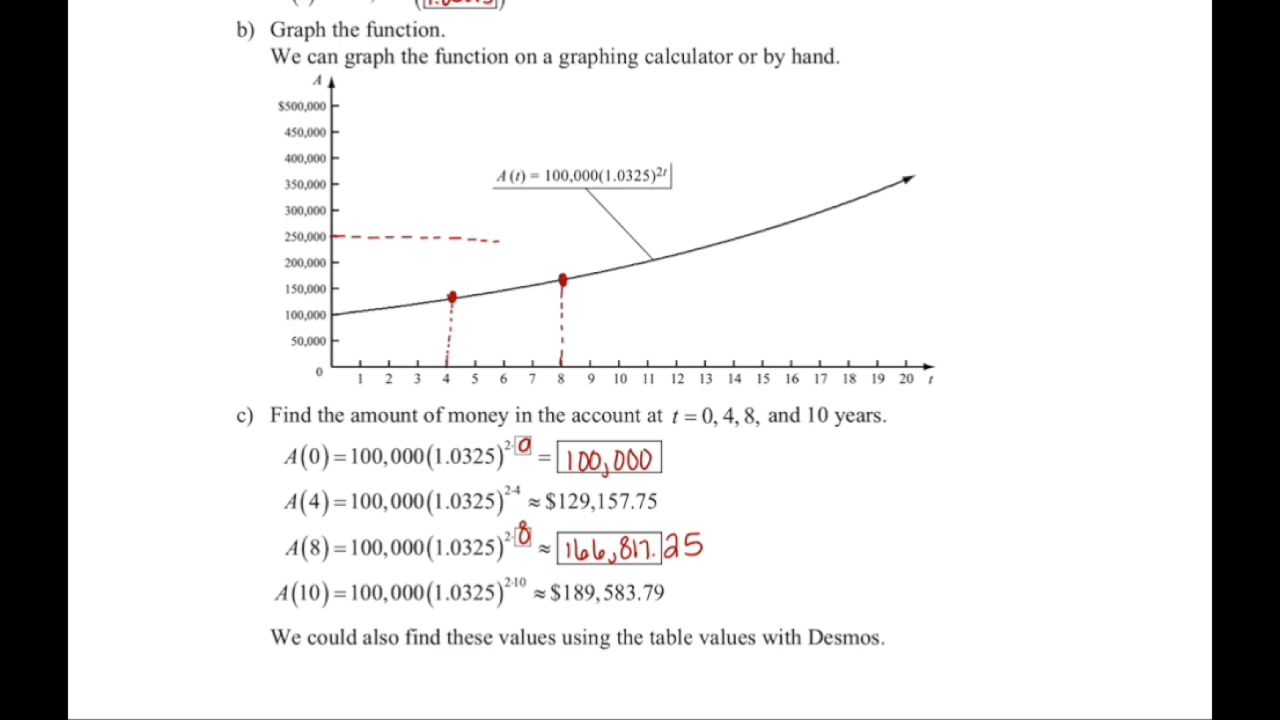 b) Graph the function.
We can graph the function on a graphing calculator or by hand.
A
$500,000
450,000
400,000
A (t) = 100,000(1.0325)^2t
350,000
300,000
250,000
200,000
150,000
100,000
50,000
0 1 2 3 4 5 6 7 8 9 10 11 12 13 14 15 16 17 18 19 20 t
c) Find the amount of money in the account at t = 0, 4, 8, and 10 years.
A(0) = 100,000(1.0325)^2·0 = 100,000
A(4) = 100,000(1.0325)^2·4 ≈ $129,157.75
A(8) = 100,000(1.0325)^2·8 ≈ 166,817.25
A(10) = 100,000(1.0325)^2·10 ≈ $189,583.79
We could also find these values using the table values with Desmos.